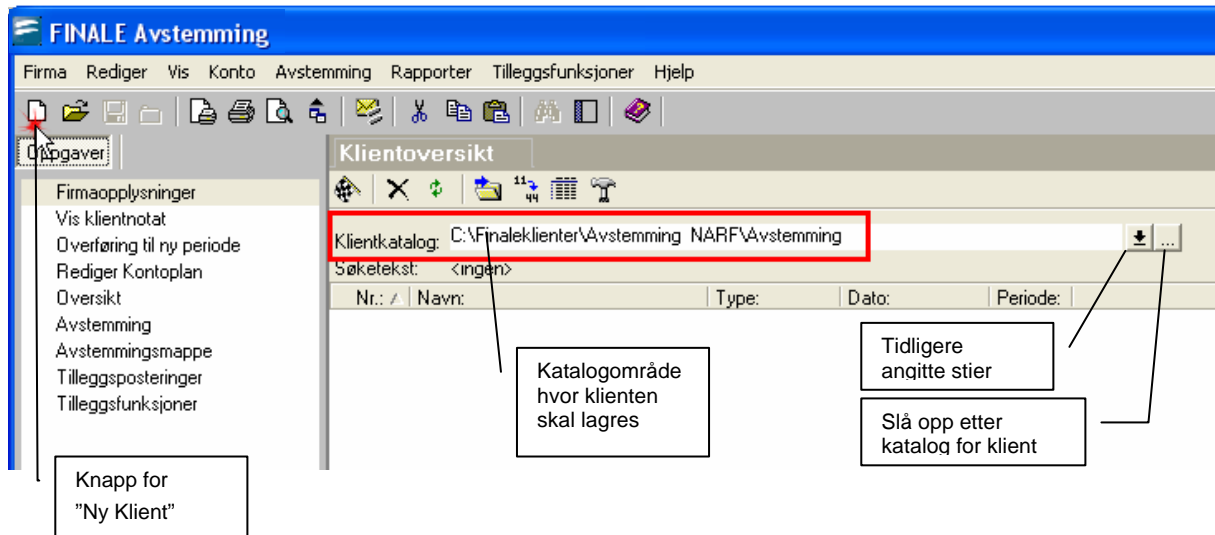 FINALE Avstemming
Firma Rediger Vis Konto Avstemming Rapporter Tilleggsfunksjoner Hjelp
Oppgaver
Firmaopplysninger
Vis klientnotat
Overføring til ny periode
Rediger Kontoplan
Oversikt
Avstemming
Avstemmingsmappe
Tilleggsposteringer
Tilleggsfunksjoner
Klientoversikt
11
44
Klientkatalog: C:\Finaleklienter\Avstemming NARF\Avstemming
...
Søketekst: <ingen>
Nr.: Navn: Type: Dato: Periode:
Katalogområde
hvor klienten
skal lagres
Tidligere
angitte stier
Slå opp etter
katalog for klient
Knapp for
”Ny Klient”